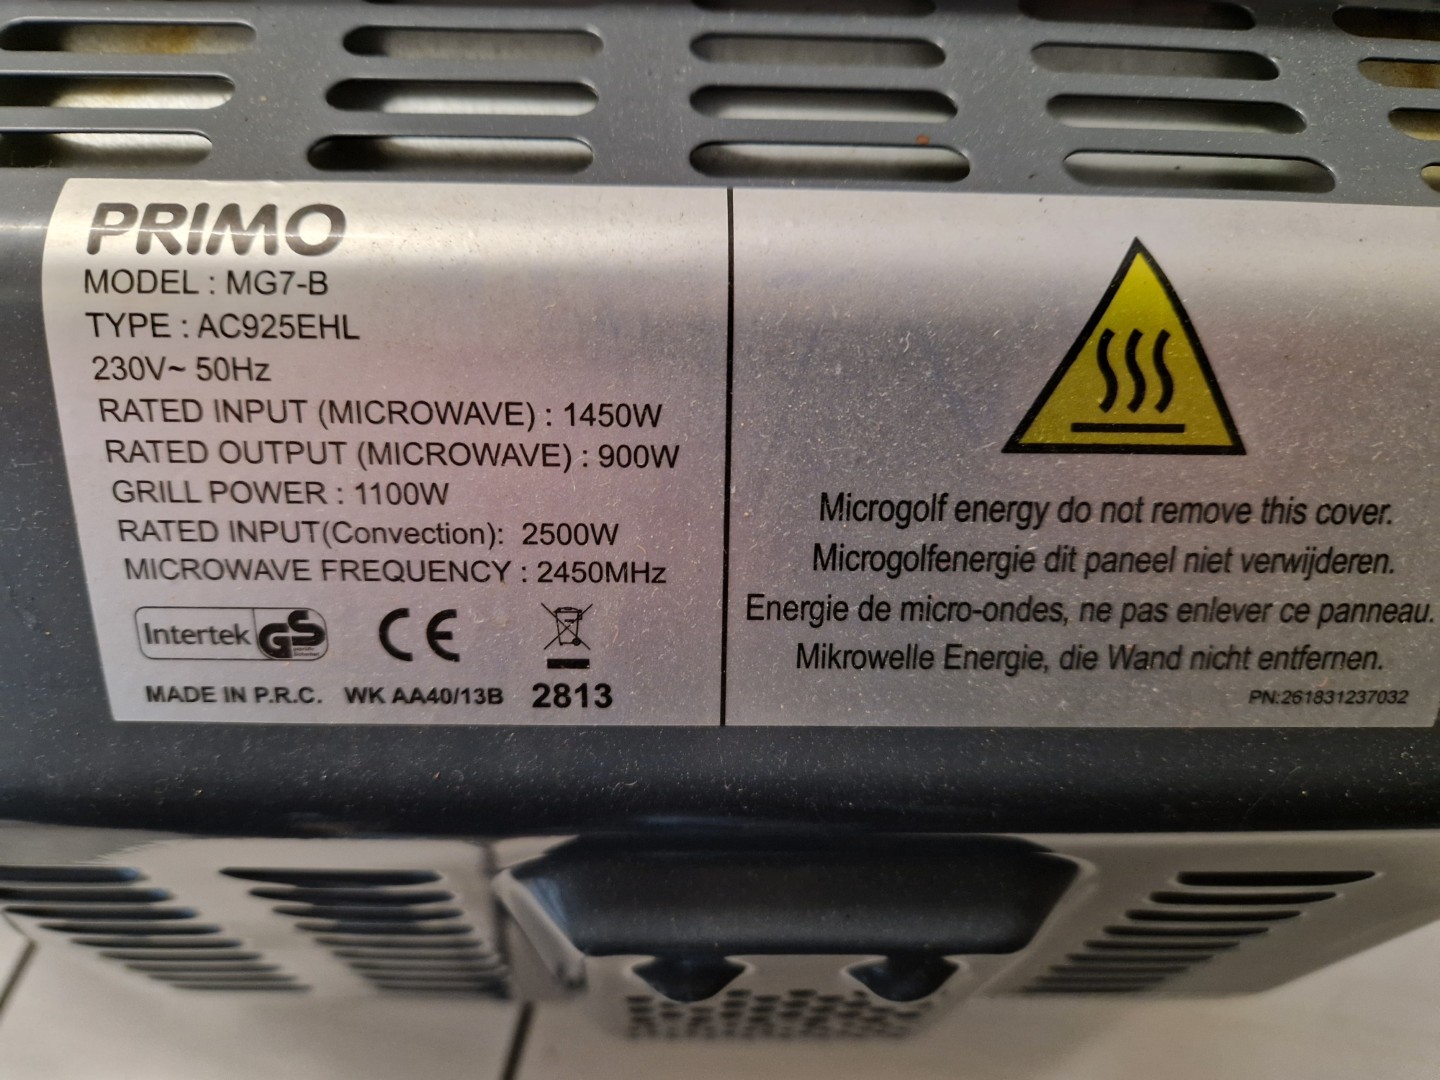 PRIMO
MODEL : MG7-B
TYPE : AC925EHL
230V~ 50Hz
RATED INPUT (MICROWAVE) : 1450W
RATED OUTPUT (MICROWAVE) : 900W
GRILL POWER : 1100W
RATED INPUT(Convection): 2500W
MICROWAVE FREQUENCY : 2450MHz
Intertek GS
CE
MADE IN P.R.C. WK AA40/13B 2813
Microgolf energy do not remove this cover.
Microgolfenergie dit paneel niet verwijderen.
Energie de micro-ondes, ne pas enlever ce panneau.
Mikrowelle Energie, die Wand nicht entfernen.
PN:261831237032